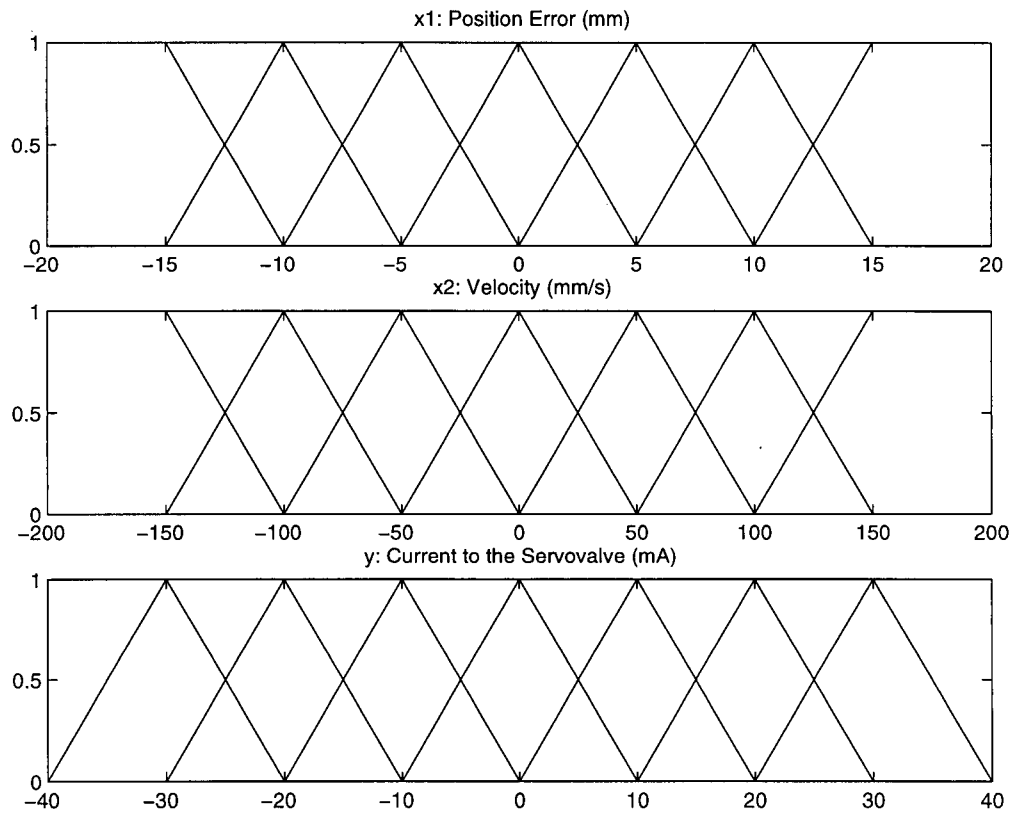 x1: Position Error (mm)
1
0.5
0
−20 −15 −10 −5 0 5 10 15 20
x2: Velocity (mm/s)
1
0.5
0
−200 −150 −100 −50 0 50 100 150 200
y: Current to the Servovalve (mA)
1
0.5
0
−40 −30 −20 −10 0 10 20 30 40